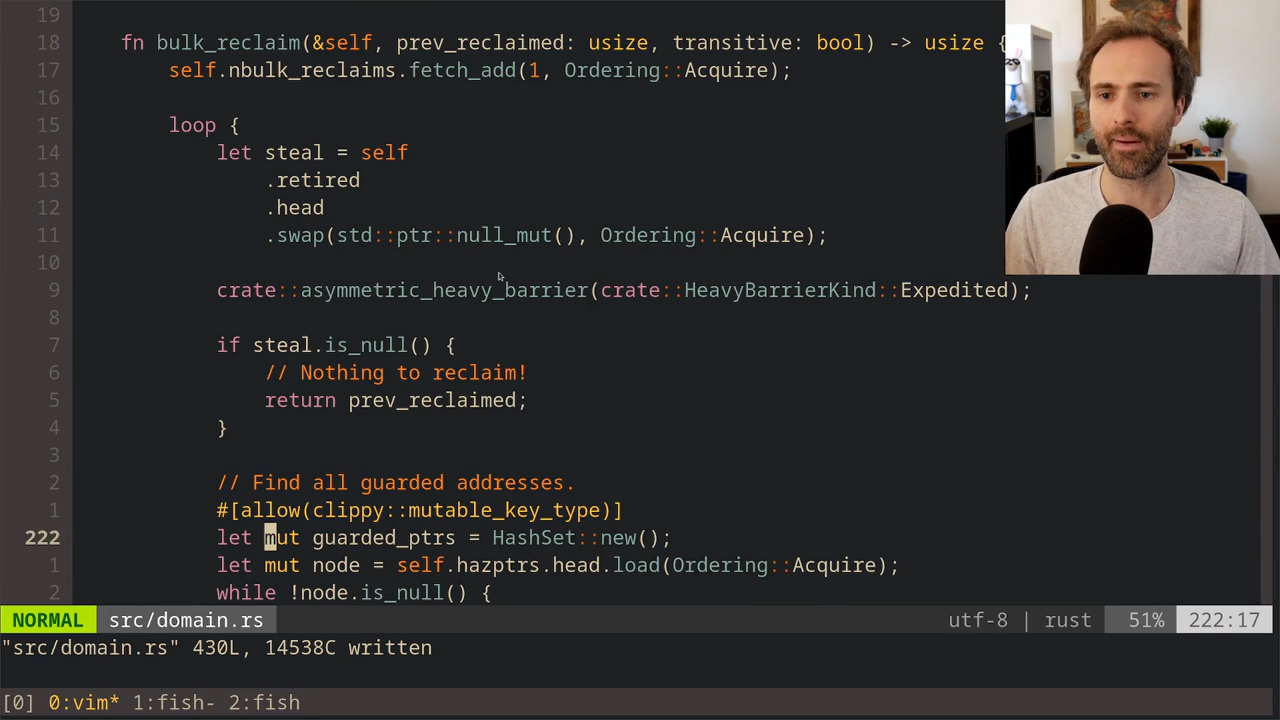 19
18 fn bulk_reclaim(&self, prev_reclaimed: usize, transitive: bool) -> usize {
17 self.nbulk_reclaims.fetch_add(1, Ordering::Acquire);
16
15 loop {
14 let steal = self
13 .retired
12 .head
11 .swap(std::ptr::null_mut(), Ordering::Acquire);
10
9 crate::asymmetric_heavy_barrier(crate::HeavyBarrierKind::Expedited);
8
7 if steal.is_null() {
6 // Nothing to reclaim!
5 return prev_reclaimed;
4 }
3
2 // Find all guarded addresses.
1 #[allow(clippy::mutable_key_type)]
222 let mut guarded_ptrs = HashSet::new();
1 let mut node = self.hazptrs.head.load(Ordering::Acquire);
2 while !node.is_null() {
NORMAL src/domain.rs utf-8 | rust 51% 222:17
"src/domain.rs" 430L, 14538C written
[0] 0:vim* 1:fish- 2:fish